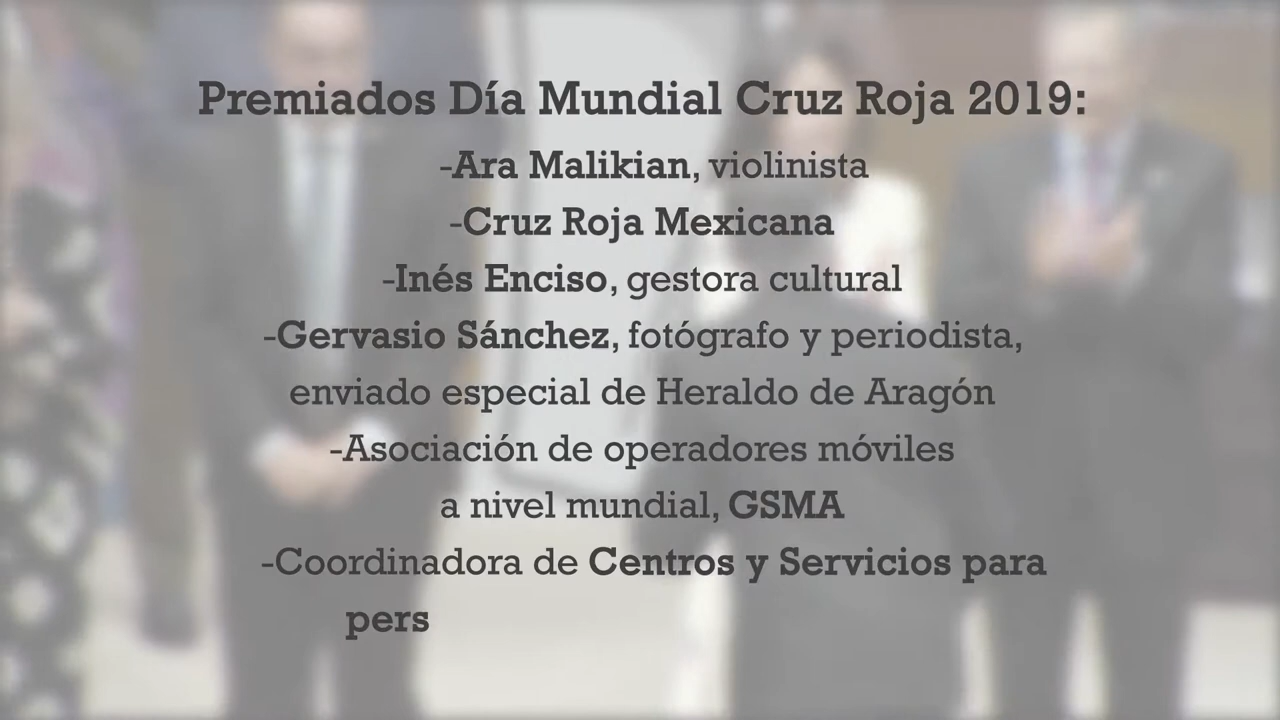 Premiados Día Mundial Cruz Roja 2019:
-Ara Malikian, violinista
-Cruz Roja Mexicana
-Inés Enciso, gestora cultural
-Gervasio Sánchez, fotógrafo y periodista,
enviado especial de Heraldo de Aragón
-Asociación de operadores móviles
a nivel mundial, GSMA
-Coordinadora de Centros y Servicios para
pers